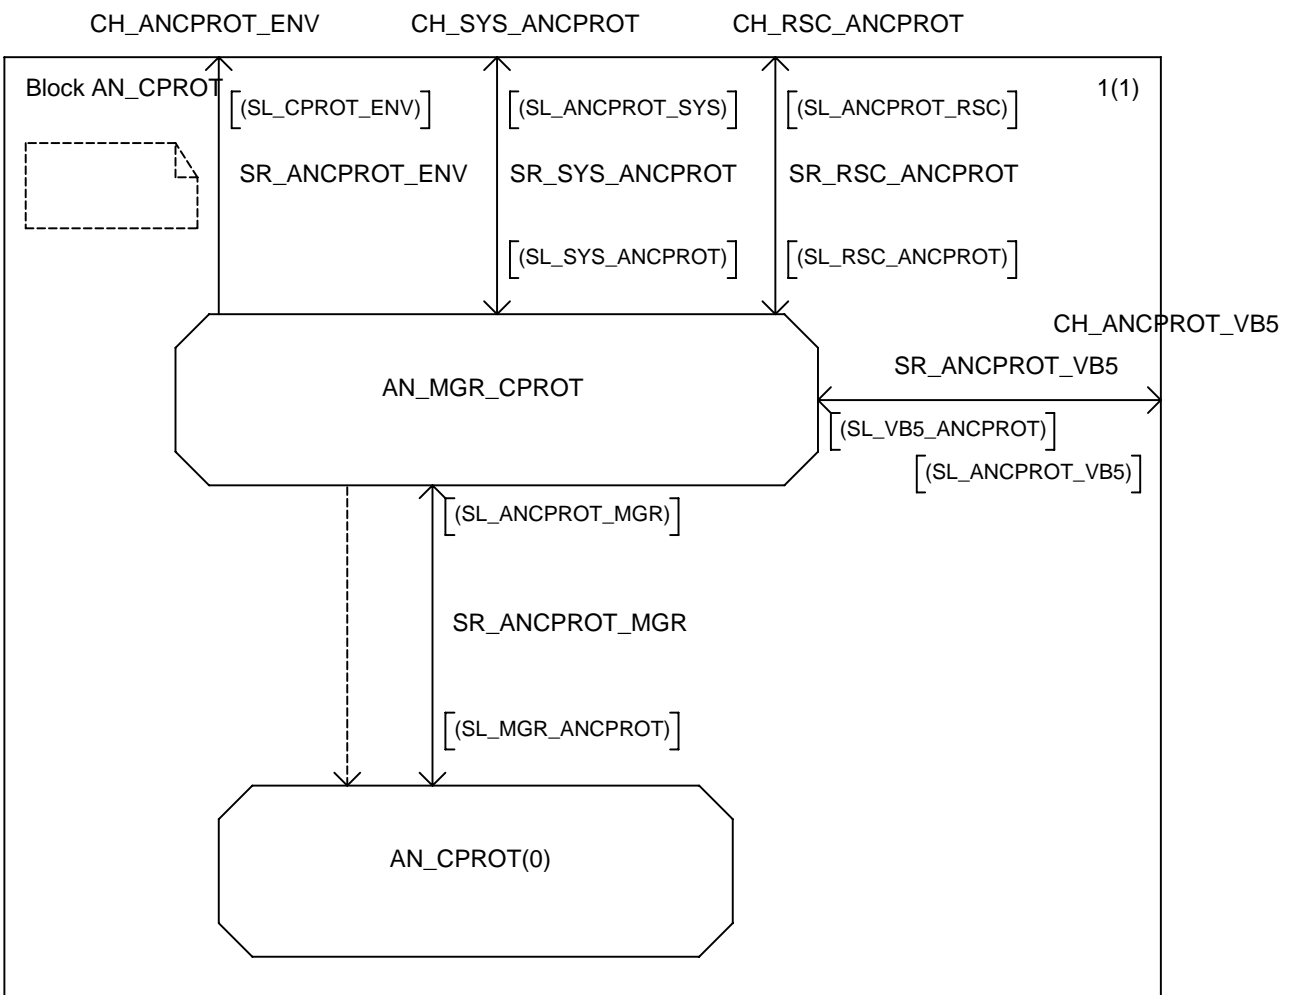 CH_ANCPROT_ENV
CH_SYS_ANCPROT
CH_RSC_ANCPROT
Block AN_CPROT
1(1)
(SL_CPROT_ENV)
(SL_ANCPROT_SYS)
(SL_ANCPROT_RSC)
SR_ANCPROT_ENV
SR_SYS_ANCPROT
SR_RSC_ANCPROT
(SL_SYS_ANCPROT)
(SL_RSC_ANCPROT)
CH_ANCPROT_VB5
SR_ANCPROT_VB5
AN_MGR_CPROT
(SL_VB5_ANCPROT)
(SL_ANCPROT_VB5)
(SL_ANCPROT_MGR)
SR_ANCPROT_MGR
(SL_MGR_ANCPROT)
AN_CPROT(0)